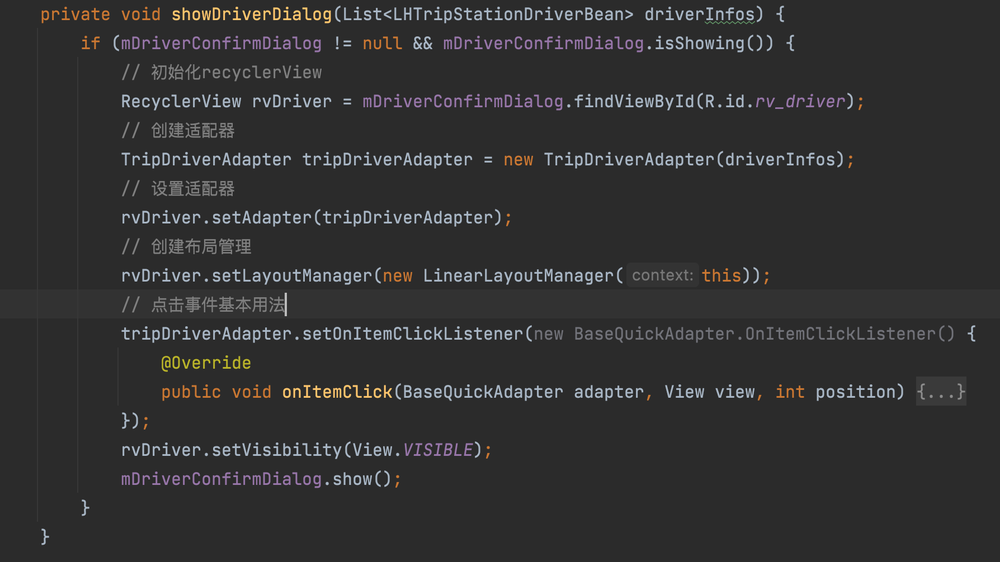 private void showDriverDialog(List<LHTripStationDriverBean> driverInfos) {
if (mDriverConfirmDialog != null && mDriverConfirmDialog.isShowing()) {
// 初始化recyclerView
RecyclerView rvDriver = mDriverConfirmDialog.findViewById(R.id.rv_driver);
// 创建适配器
TripDriverAdapter tripDriverAdapter = new TripDriverAdapter(driverInfos);
// 设置适配器
rvDriver.setAdapter(tripDriverAdapter);
// 创建布局管理
rvDriver.setLayoutManager(new LinearLayoutManager( context: this));
// 点击事件基本用法
tripDriverAdapter.setOnItemClickListener(new BaseQuickAdapter.OnItemClickListener() {
@Override
public void onItemClick(BaseQuickAdapter adapter, View view, int position) {...}
});
rvDriver.setVisibility(View.VISIBLE);
mDriverConfirmDialog.show();
}
}